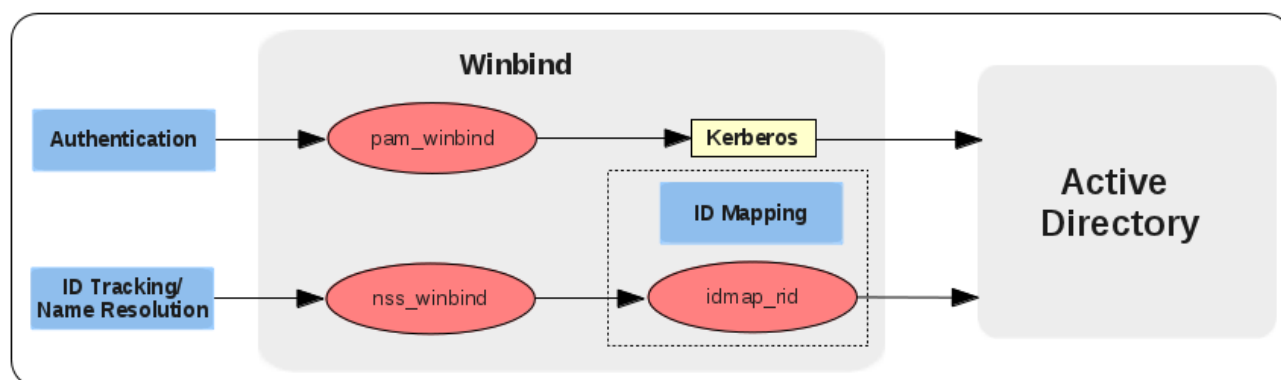 Winbind
Authentication
pam_winbind
Kerberos
ID Mapping
Active
Directory
ID Tracking/
Name Resolution
nss_winbind
idmap_rid